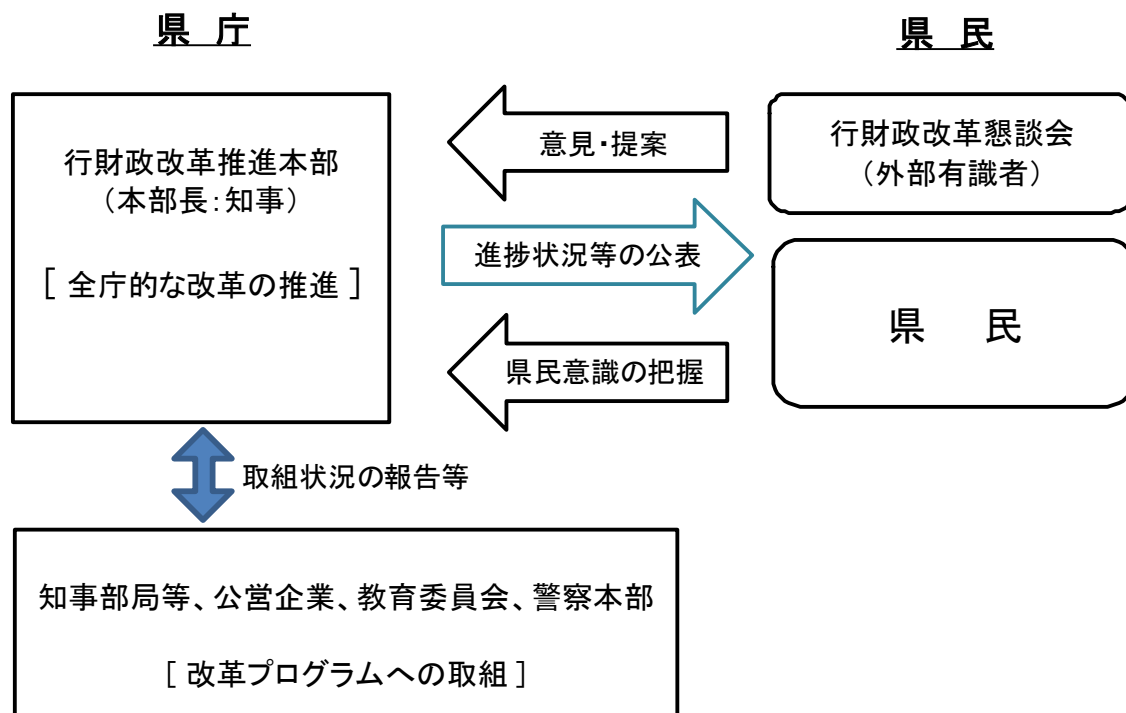 県 庁
県 民
行財政改革推進本部
（本部長：知事）
［ 全庁的な改革の推進 ］
意見・提案
進捗状況等の公表
県民意識の把握
行財政改革懇談会
（外部有識者）
県　民
取組状況の報告等
知事部局等、公営企業、教育委員会、警察本部
［ 改革プログラムへの取組 ］